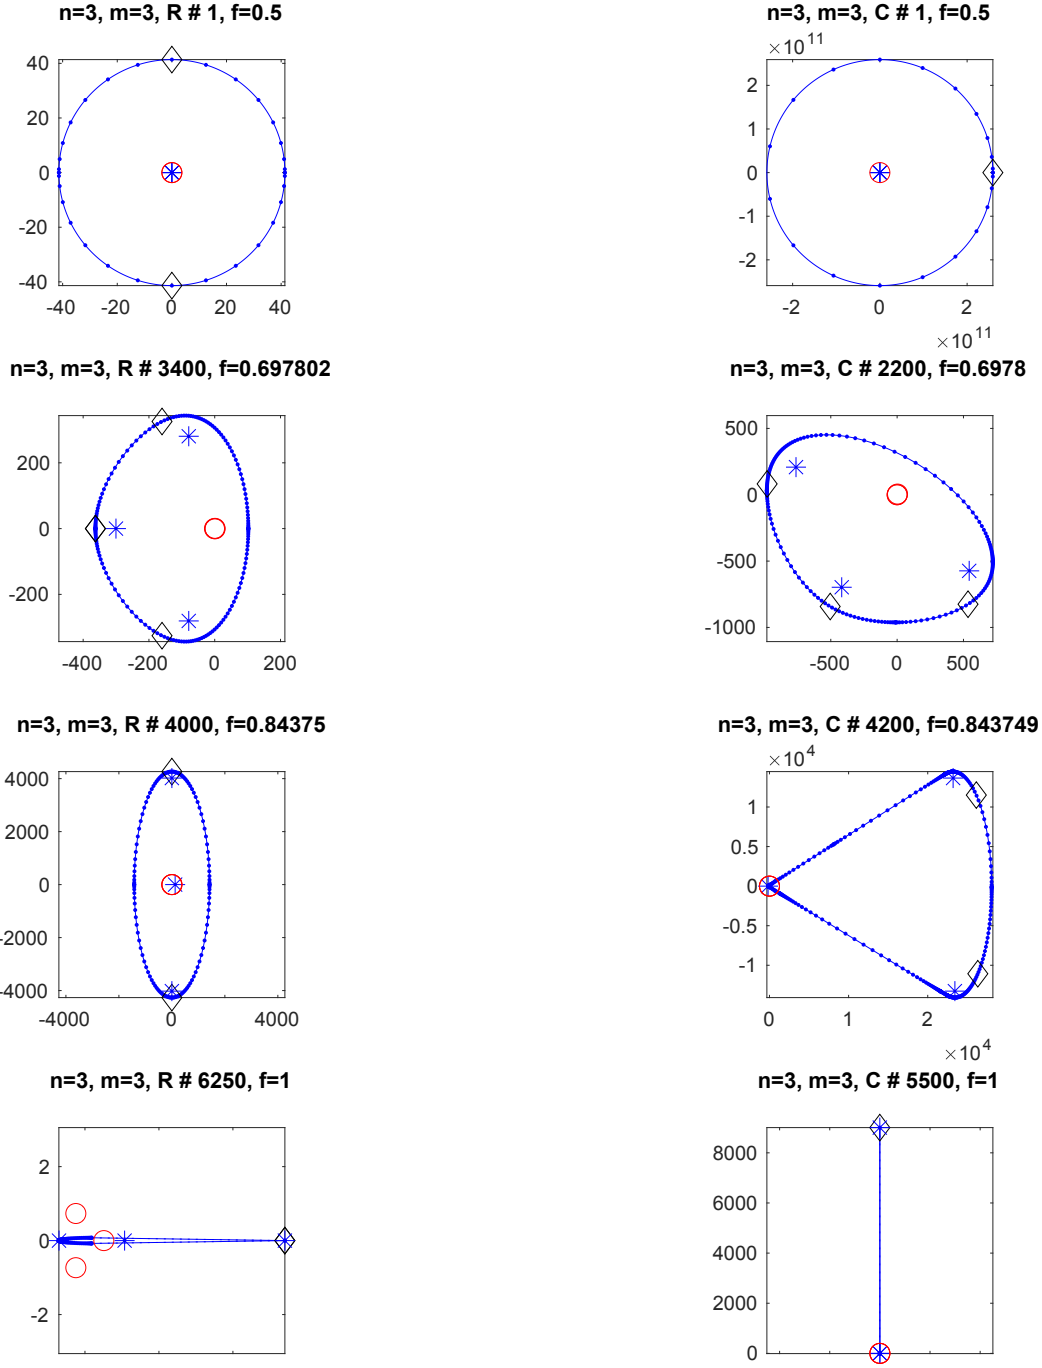 n=3, m=3, R # 1, f=0.5
40
20
0
-20
-40
-40 -20 0 20 40
n=3, m=3, C # 1, f=0.5
×10^11
2
1
0
-1
-2
-2 0 2
×10^11
n=3, m=3, R # 3400, f=0.697802
200
0
-200
-400 -200 0 200
n=3, m=3, C # 2200, f=0.6978
500
0
-500
-1000
-500 0 500
n=3, m=3, R # 4000, f=0.84375
4000
2000
0
-2000
-4000
-4000 0 4000
n=3, m=3, C # 4200, f=0.843749
×10^4
1
0.5
0
-0.5
-1
0 1 2
×10^4
n=3, m=3, R # 6250, f=1
2
0
-2
n=3, m=3, C # 5500, f=1
8000
6000
4000
2000
0